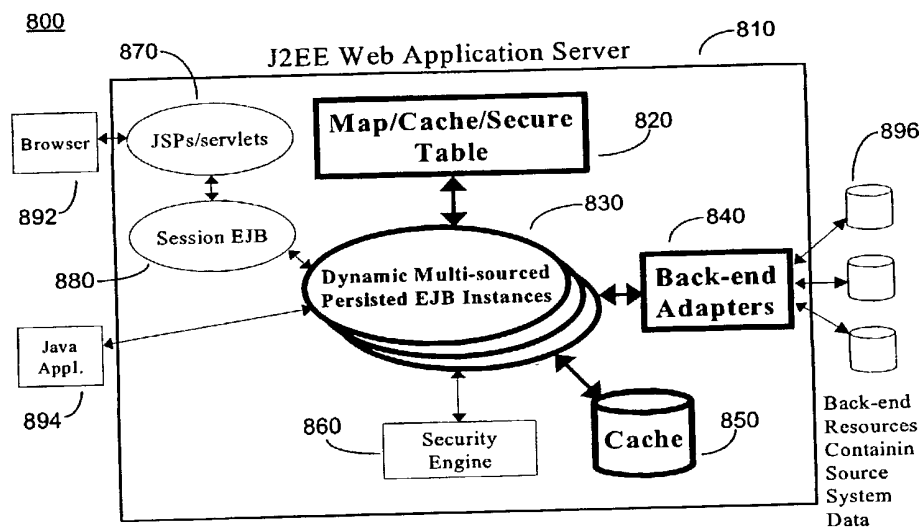 800
870
J2EE Web Application Server
810
Browser
892
JSPs/servlets
Map/Cache/Secure
Table
820
896
Session EJB
880
830
840
Dynamic Multi-sourced
Persisted EJB Instances
Back-end
Adapters
Java
Appl.
894
860
Security
Engine
Cache
850
Back-end
Resources
Containin
Source
System
Data